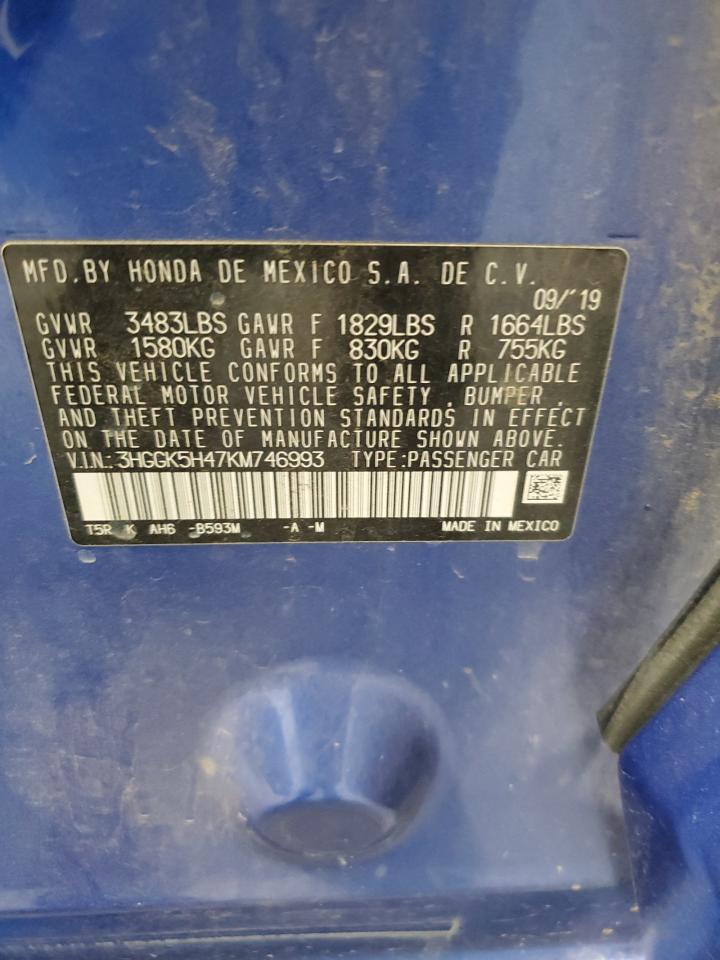 MFD. BY HONDA DE MEXICO S.A. DE C.V.
09/'19
GVWR 3483LBS GAWR F 1829LBS R 1664LBS
GVWR 1580KG GAWR F 830KG R 755KG
THIS VEHICLE CONFORMS TO ALL APPLICABLE
FEDERAL MOTOR VEHICLE SAFETY , BUMPER ,
AND THEFT PREVENTION STANDARDS IN EFFECT
ON THE DATE OF MANUFACTURE SHOWN ABOVE.
V.I.N.:3HGGK5H47KM746993 TYPE:PASSENGER CAR
T5R K AH6 -B593M -A -M MADE IN MEXICO